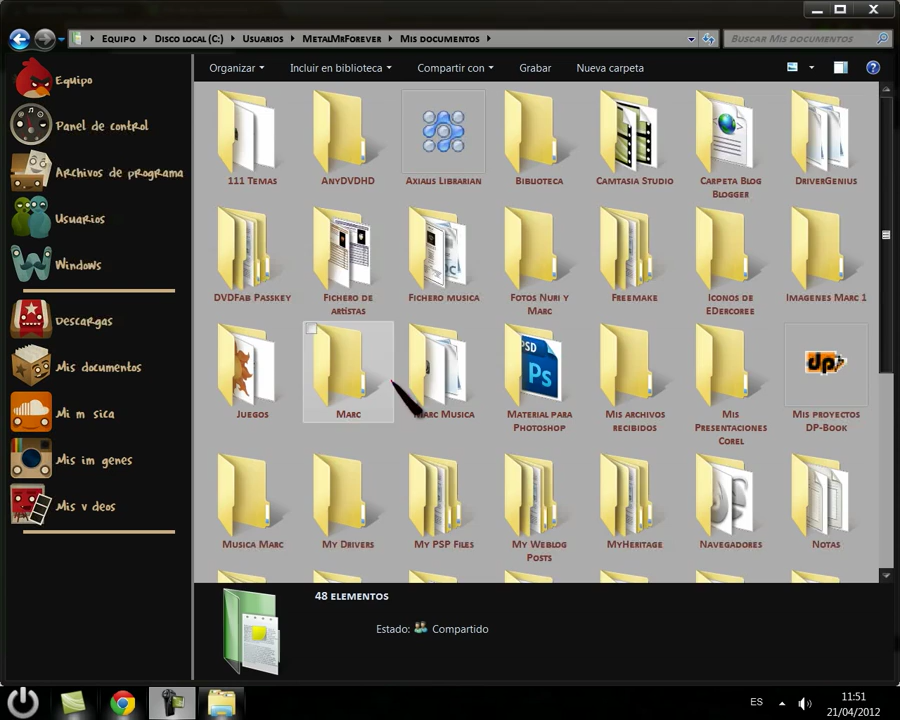 Equipo ▸ Disco local (C:) ▸ Usuarios ▸ MetalMrForever ▸ Mis documentos
Buscar Mis documentos
Organizar
Incluir en biblioteca
Compartir con
Grabar
Nueva carpeta
Equipo
Panel de control
Archivos de programa
Usuarios
Windows
Descargas
Mis documentos
Mi m sica
Mis im genes
Mis v deos
111 Temas
AnyDVDHD
Axialis Librarian
Biblioteca
Camtasia Studio
Carpeta Blog
Blogger
DriverGenius
DVDFab Passkey
Fichero de
artistas
Fichero musica
Fotos Nuri y
Marc
Freemake
Iconos de
EDercoree
Imagenes Marc 1
Juegos
Marc
Marc Musica
PSD
Ps
Material para
Photoshop
Mis archivos
recibidos
Mis
Presentaciones
Corel
dp
Mis proyectos
DP-Book
Musica Marc
My Drivers
My PSP Files
My Weblog
Posts
MyHeritage
Navegadores
Notas
48 elementos
Estado: Compartido
ES
11:51
21/04/2012